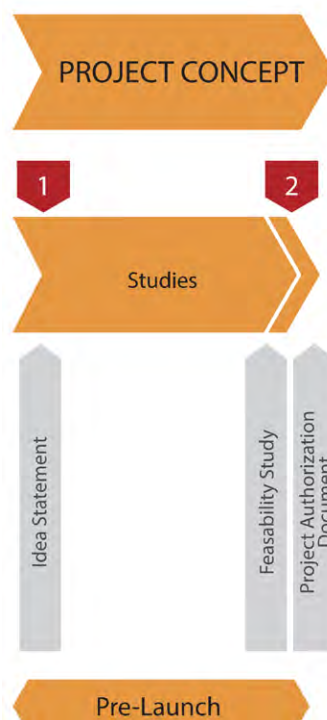 PROJECT CONCEPT
1
2
Studies
Idea Statement
Feasability Study
Project Authorization
Document
Pre-Launch